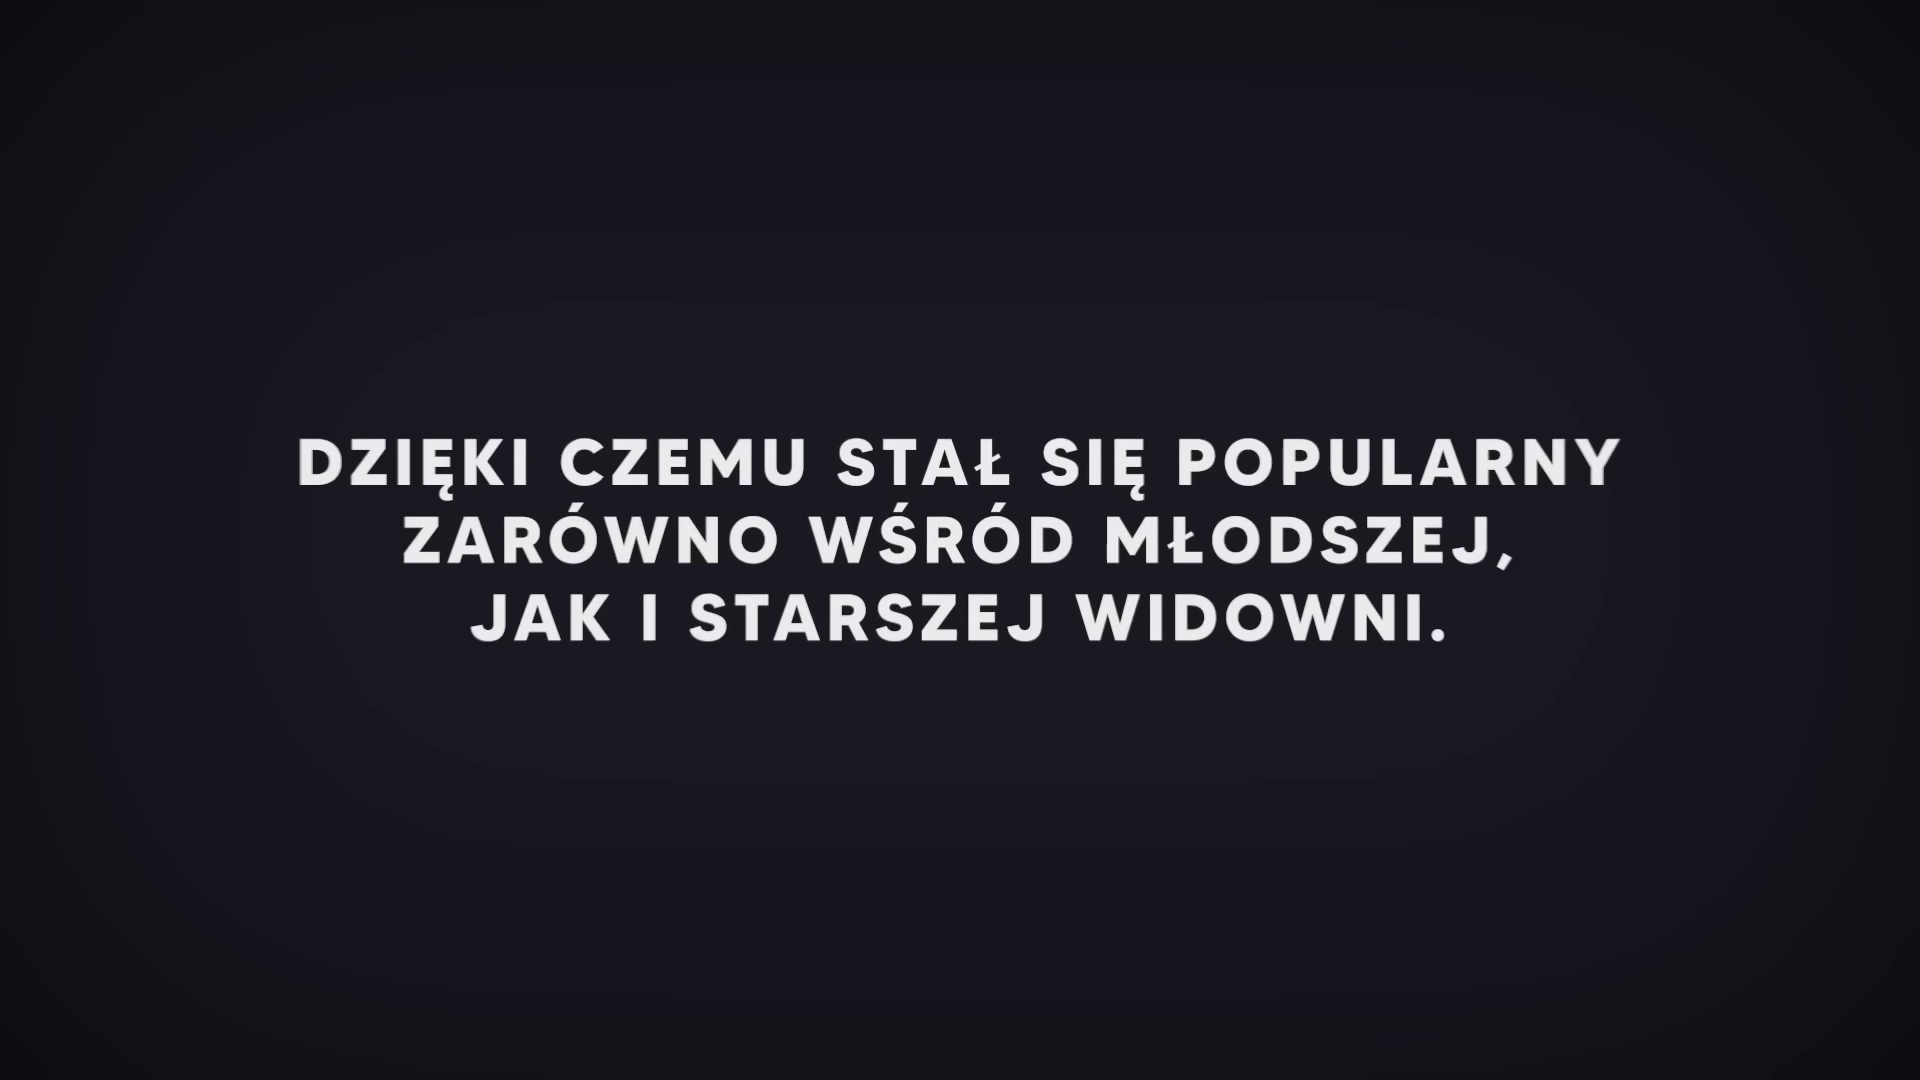 DZIĘKI CZEMU STAŁ SIĘ POPULARNY
ZARÓWNO WŚRÓD MŁODSZEJ,
JAK I STARSZEJ WIDOWNI.